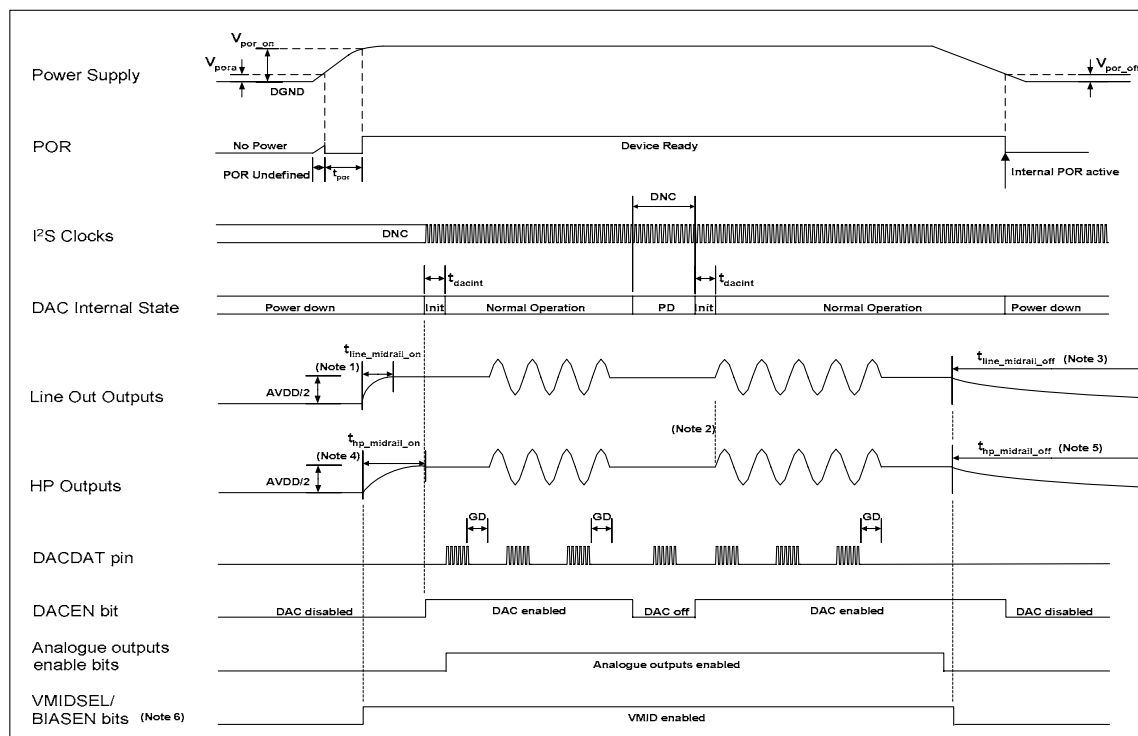 V_por_on
V_pora
Power Supply
DGND
V_por_off
POR
No Power
Device Ready
POR Undefined
t_por
Internal POR active
DNC
I²S Clocks
DNC
t_dacint
t_dacint
DAC Internal State
Power down
Init
Normal Operation
PD
Init
Normal Operation
Power down
t_line_midrail_on
(Note 1)
t_line_midrail_off (Note 3)
AVDD/2
Line Out Outputs
(Note 2)
t_hp_midrail_on
(Note 4)
t_hp_midrail_off (Note 5)
AVDD/2
HP Outputs
GD
GD
GD
DACDAT pin
DACEN bit
DAC disabled
DAC enabled
DAC off
DAC enabled
DAC disabled
Analogue outputs
enable bits
Analogue outputs enabled
VMIDSEL/
BIASEN bits (Note 6)
VMID enabled